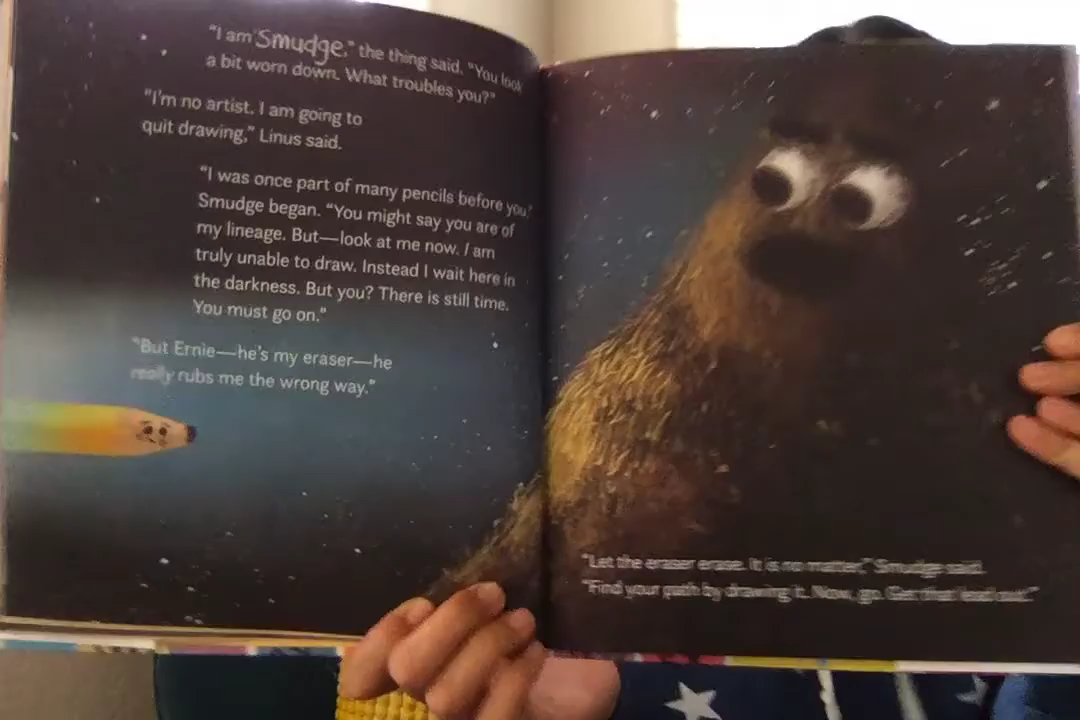 "I am Smudge," the thing said. "You look
a bit worn down. What troubles you?"
"I'm no artist. I am going to
quit drawing," Linus said.
"I was once part of many pencils before you,"
Smudge began. "You might say you are of
my lineage. But—look at me now. I am
truly unable to draw. Instead I wait here in
the darkness. But you? There is still time.
You must go on."
"But Ernie—he's my eraser—he
really rubs me the wrong way."
"Let the eraser erase. It is no matter," Smudge said.
"Find your path by drawing it. Now, go. Get that lead out."